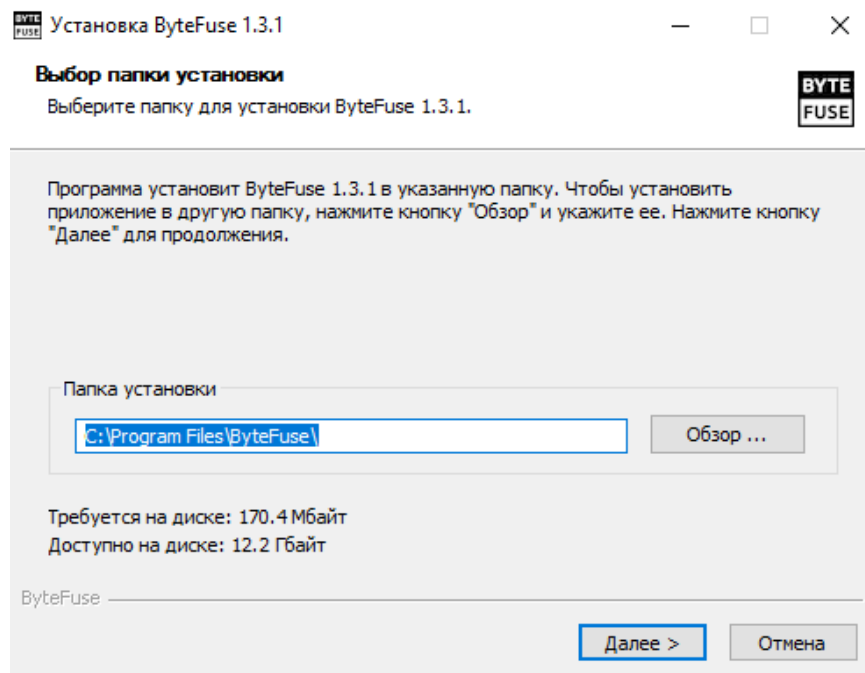 BYTE
FUSE
Установка ByteFuse 1.3.1
Выбор папки установки
Выберите папку для установки ByteFuse 1.3.1.
BYTE
FUSE
Программа установит ByteFuse 1.3.1 в указанную папку. Чтобы установить
приложение в другую папку, нажмите кнопку "Обзор" и укажите ее. Нажмите кнопку
"Далее" для продолжения.
Папка установки
C:\Program Files\ByteFuse\
Обзор ...
Требуется на диске: 170.4 Мбайт
Доступно на диске: 12.2 Гбайт
ByteFuse
Далее >
Отмена